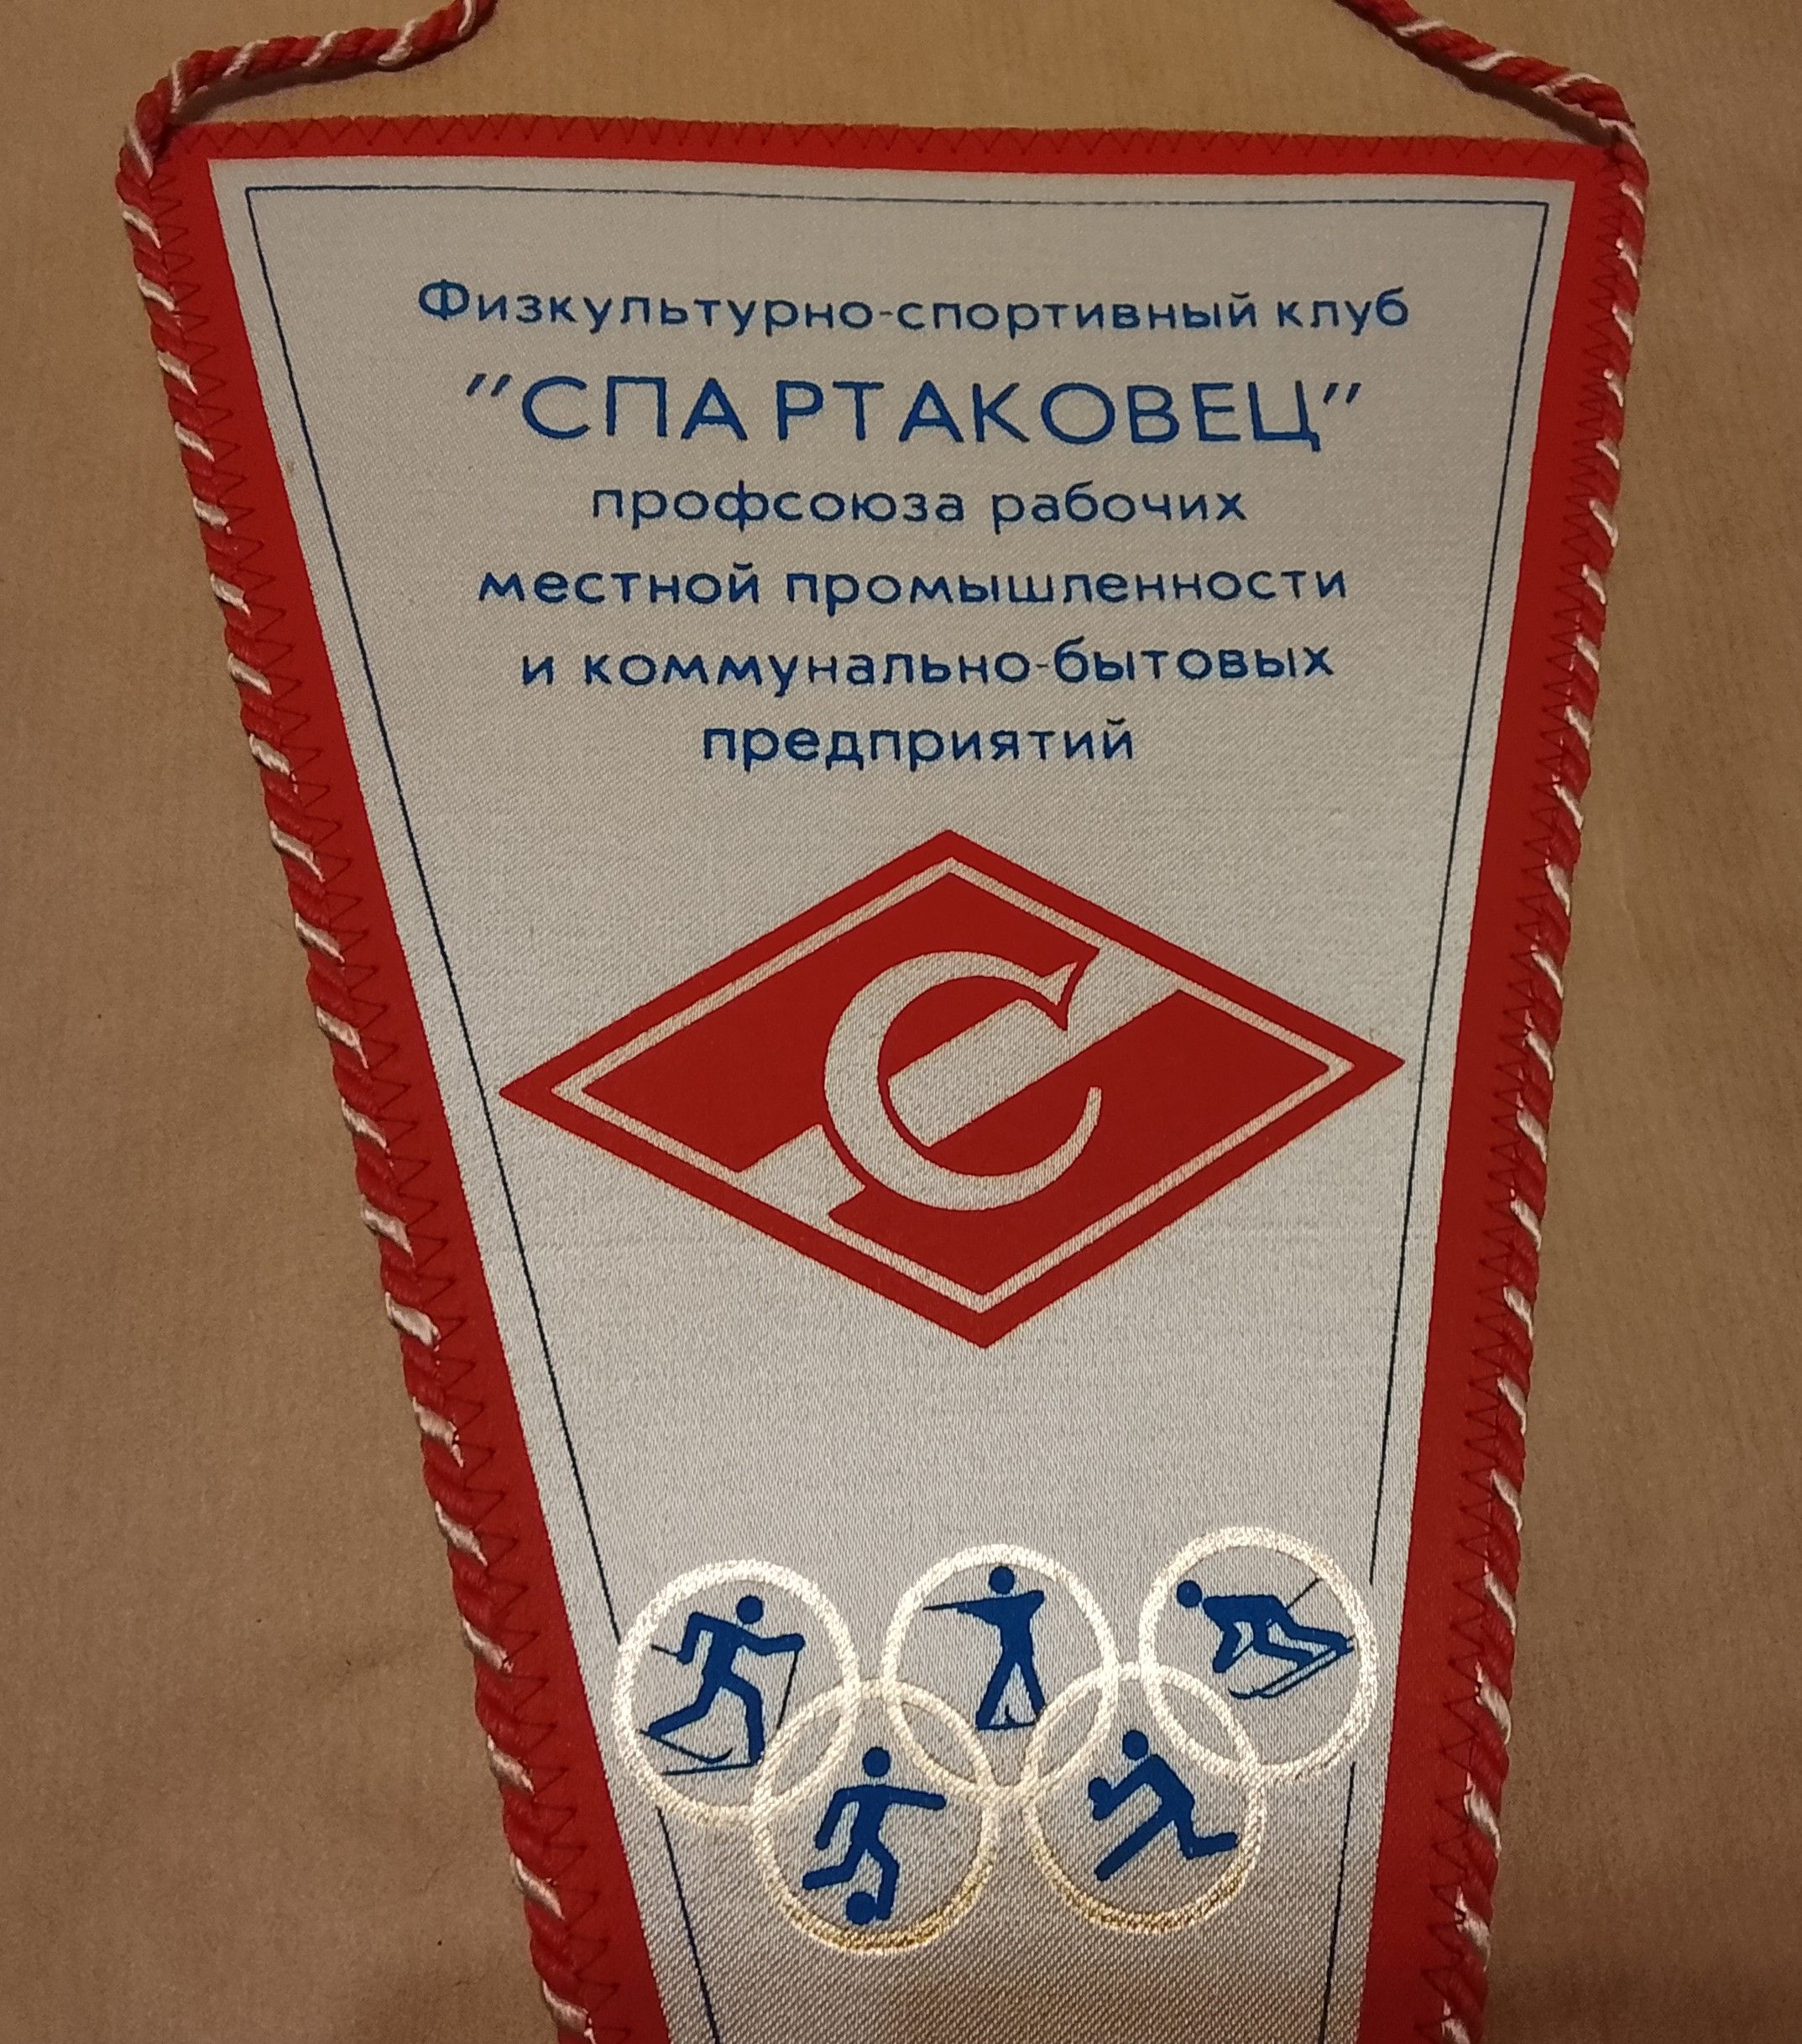 Физкультурно-спортивный клуб
"СПАРТАКОВЕЦ"
профсоюза рабочих
местной промышленности
и коммунально-бытовых
предприятий
С